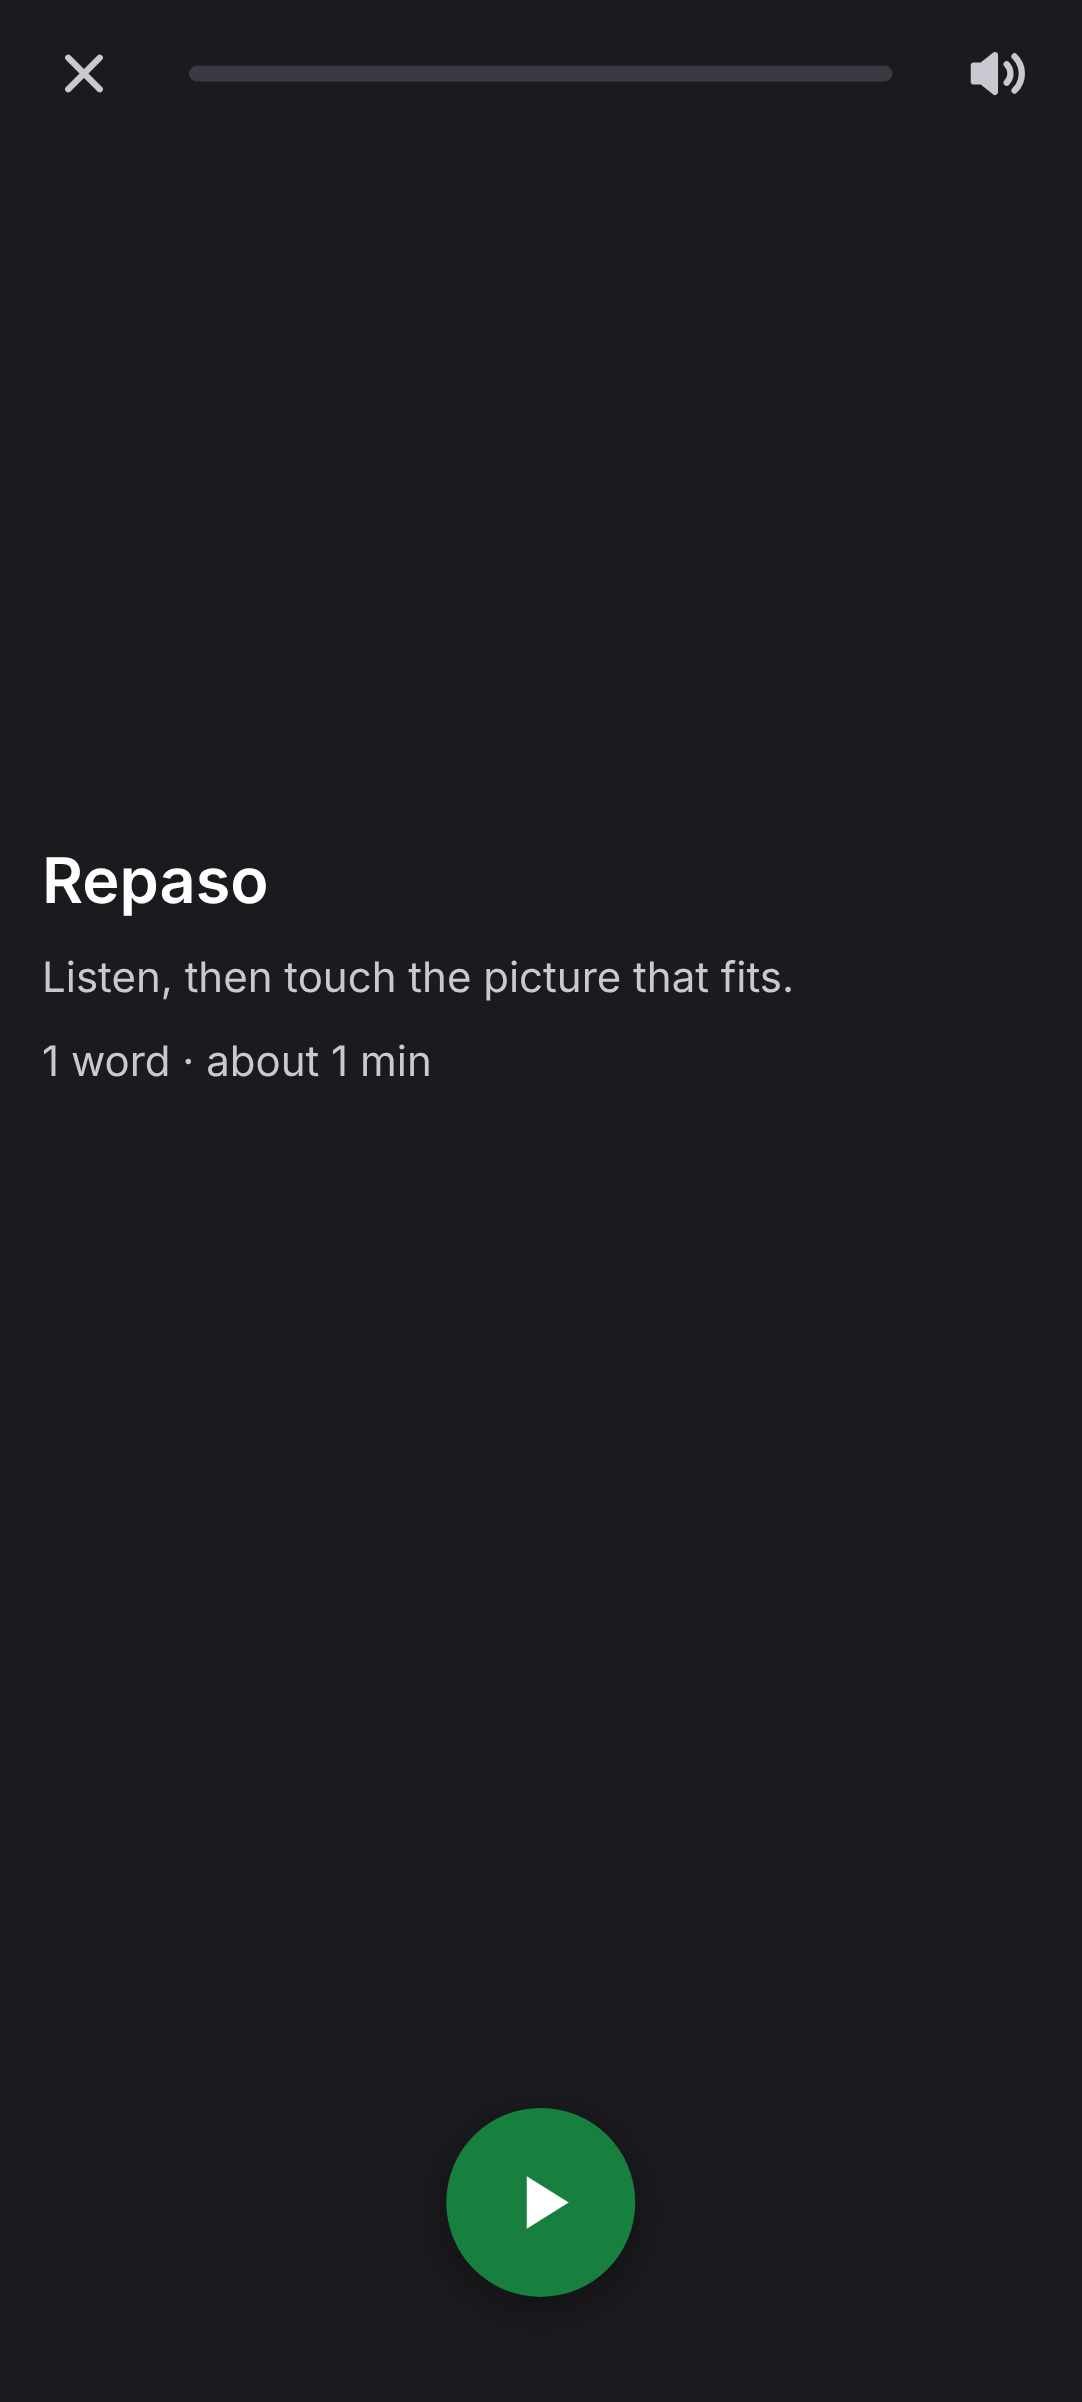 Repaso
Listen, then touch the picture that fits.
1 word · about 1 min